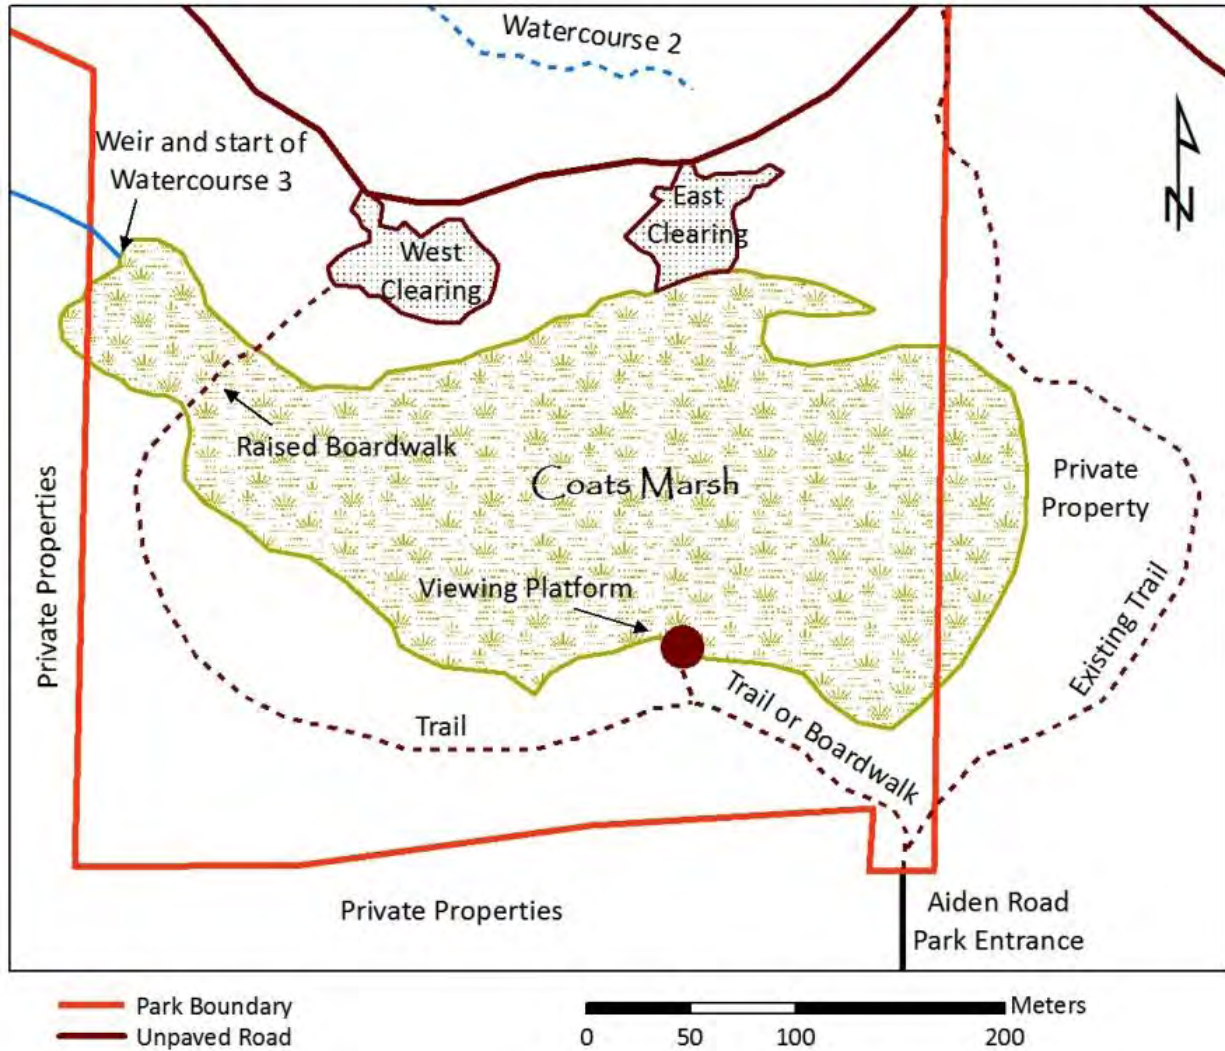 Watercourse 2
Weir and start of
Watercourse 3
N
East
Clearing
West
Clearing
Raised Boardwalk
Coats Marsh
Private
Property
Viewing Platform
Private Properties
Existing Trail
Trail
Trail or Boardwalk
Private Properties
Aiden Road
Park Entrance
Park Boundary
Unpaved Road
Meters
0 50 100 200